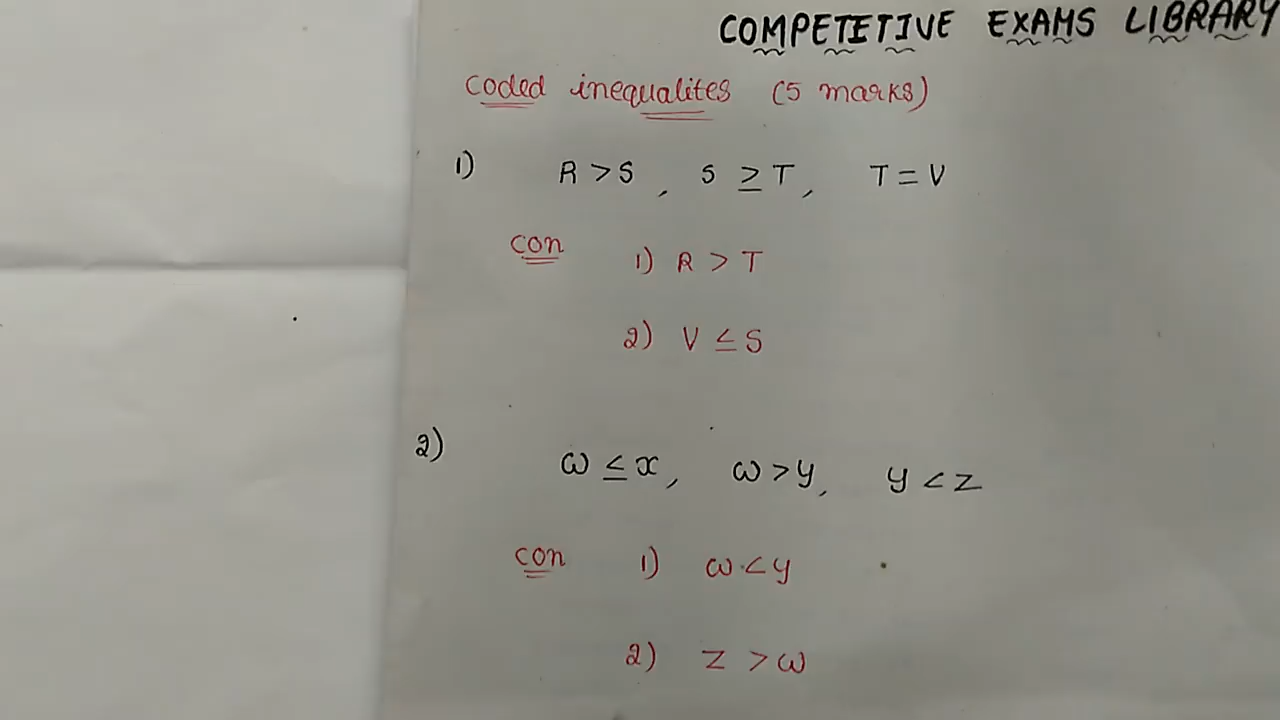 COMPETETIVE EXAMS LIBRARY
Coded inequalites (5 marks)
1) R > S , S ≥ T , T = V
Con 1) R > T
2) V ≤ S
2) ω ≤ x , ω > y , y < z
Con 1) ω < y
2) z > ω